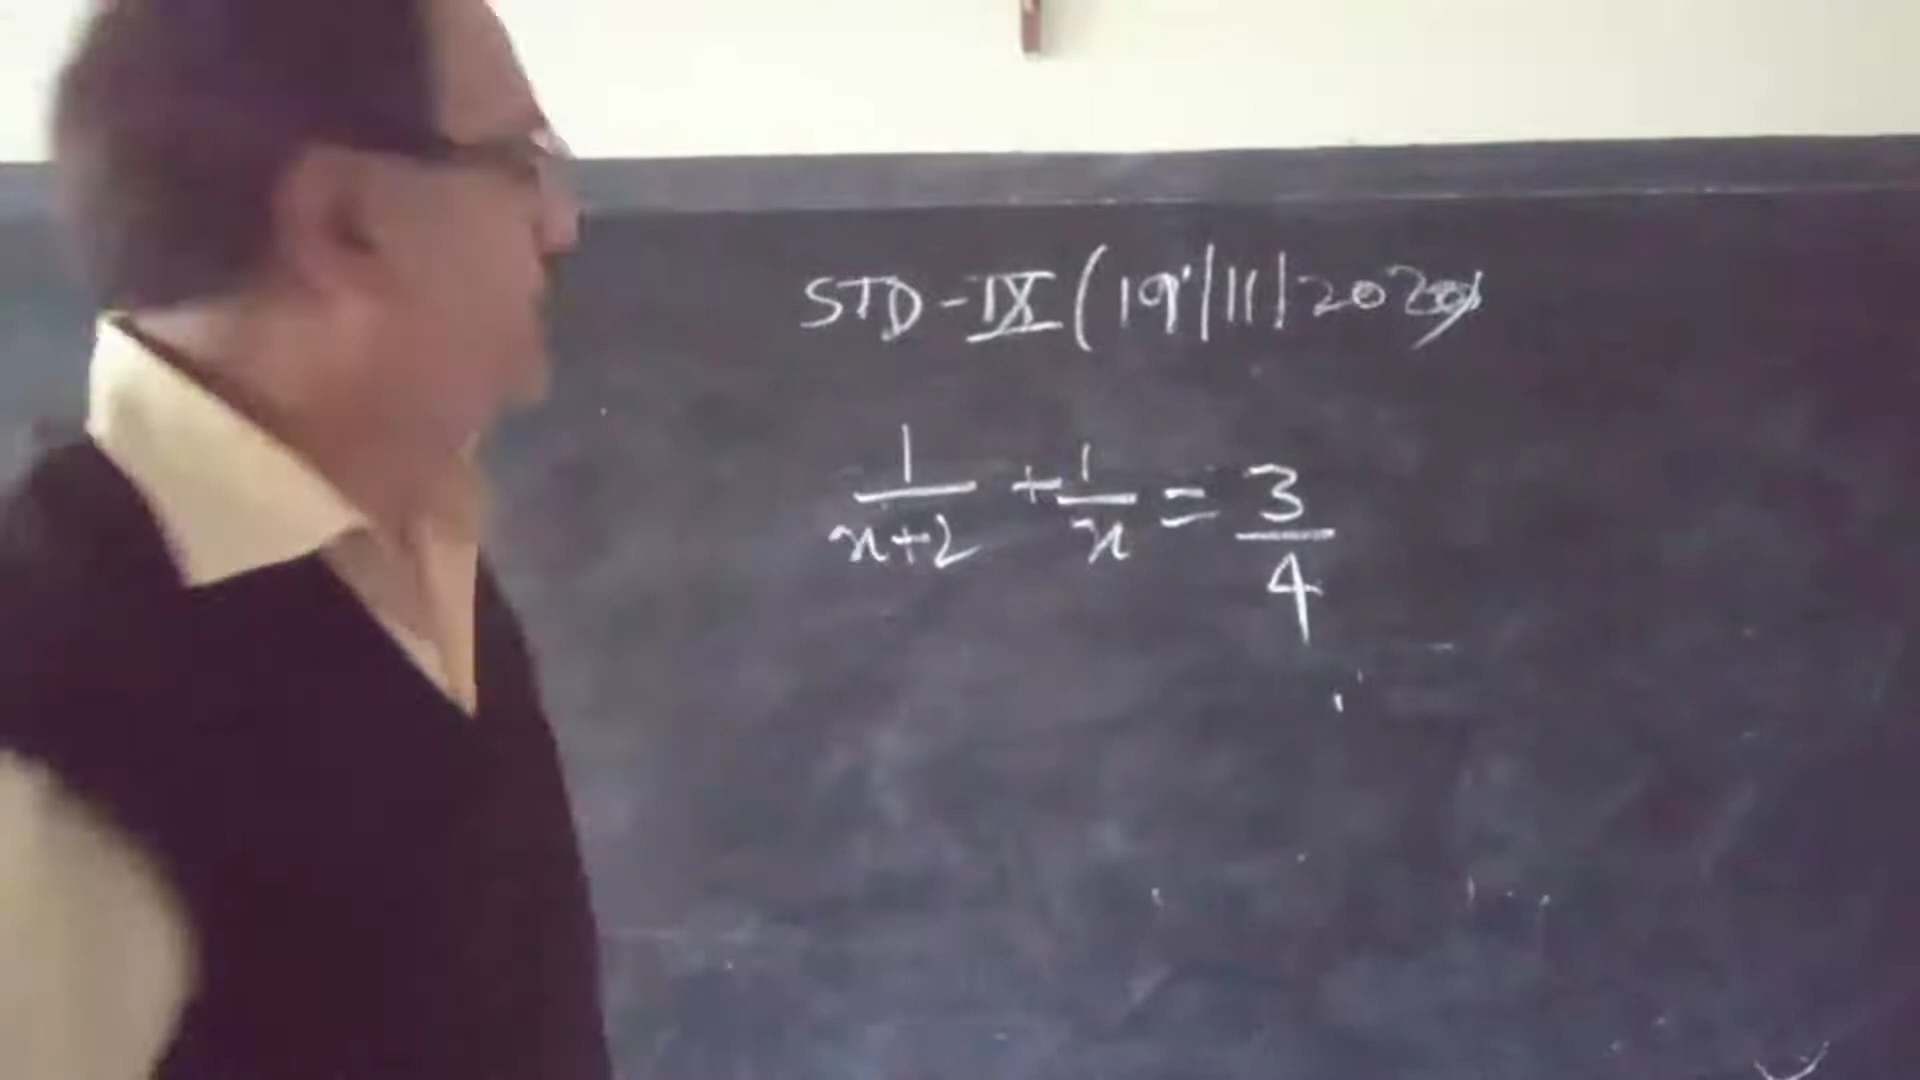 STD-IX (19/11/2020)
1/x+2 + 1/x = 3/4